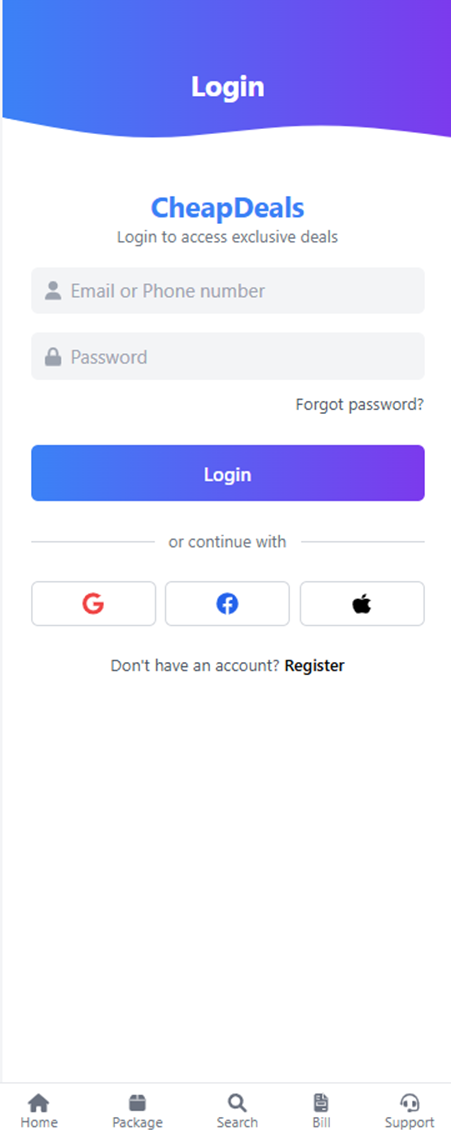 Login
CheapDeals
Login to access exclusive deals
Email or Phone number
Password
Forgot password?
Login
or continue with
Don't have an account? Register
Home Package Search Bill Support